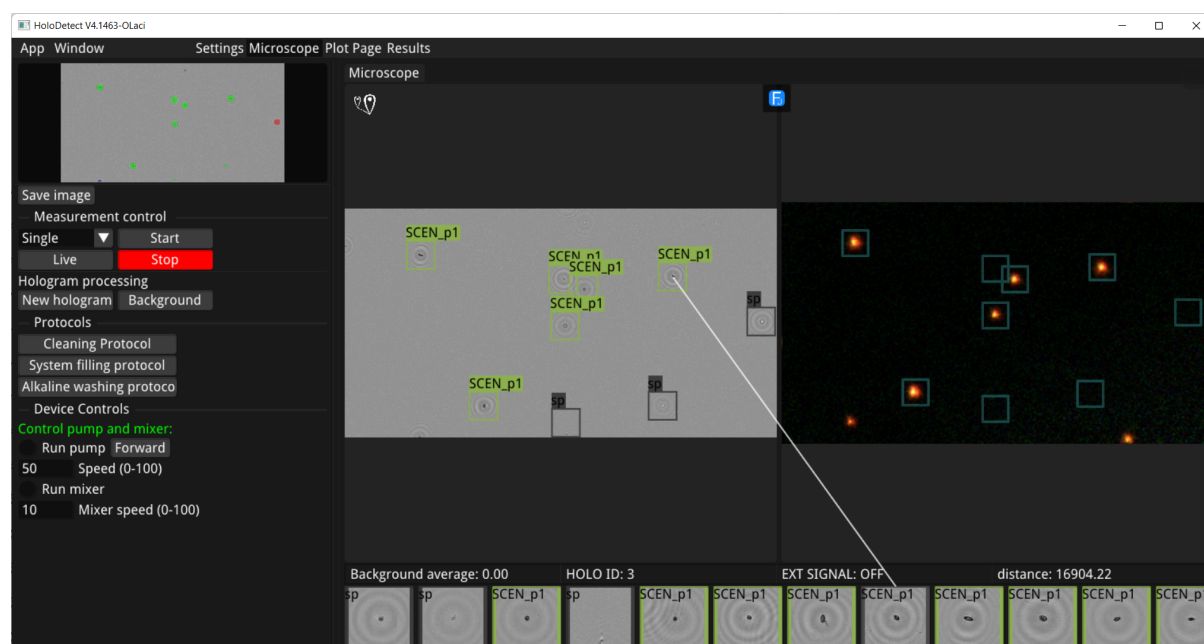 HoloDetect V4.1463-OLaci
App Window Settings Microscope Plot Page Results
Microscope
F
Save image
Measurement control
Single Start
Live Stop
Hologram processing
New hologram Background
Protocols
Cleaning Protocol
System filling protocol
Alkaline washing protoco
Device Controls
Control pump and mixer:
Run pump Forward
50 Speed (0-100)
Run mixer
10 Mixer speed (0-100)
SCEN_p1
SCEN_p1
SCEN_p1
SCEN_p1
sp
SCEN_p1
SCEN_p1
sp
sp
Background average: 0.00 HOLO ID: 3 EXT SIGNAL: OFF distance: 16904.22
sp sp SCEN_p1 sp SCEN_p1 SCEN_p1 SCEN_p1 SCEN_p1 SCEN_p1 SCEN_p1 SCEN_p1 SCEN_p